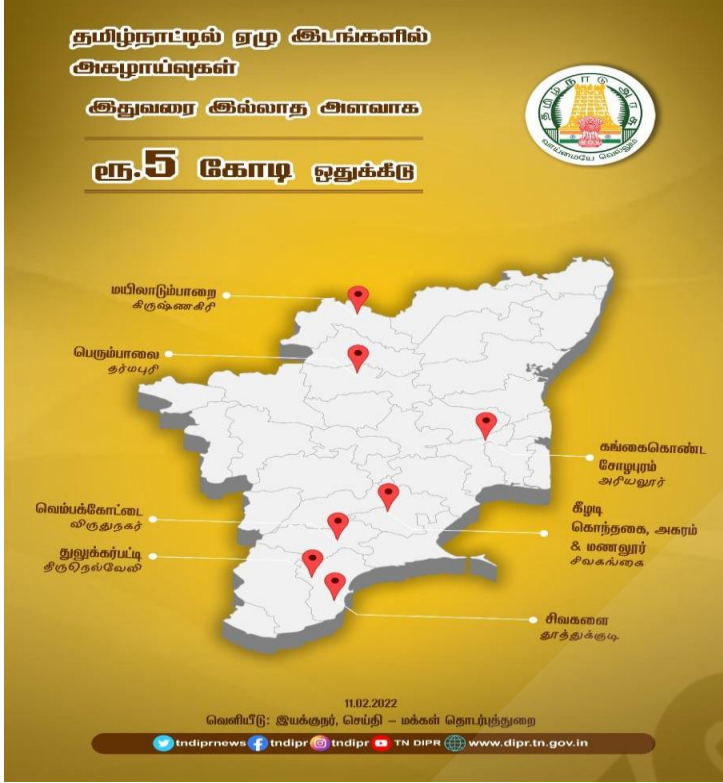 தமிழ்நாட்டில் ஏழு இடங்களில்
அகழாய்வுகள்
இதுவரை இல்லாத அளவாக
ரூ.5 கோடி ஒதுக்கீடு
தமிழ்நாடு அரசு
வாய்மையே வெல்லும்
மயிலாடும்பாறை
கிருஷ்ணகிரி
பெரும்பாலை
தர்மபுரி
கங்கைகொண்ட
சோழபுரம்
அரியலூர்
வெம்பக்கோட்டை
விருதுநகர்
கீழடி
கொந்தகை, அகரம்
& மணலூர்
சிவகங்கை
துலுக்கர்பட்டி
திருநெல்வேலி
சிவகளை
தூத்துக்குடி
11.02.2022
வெளியீடு: இயக்குநர், செய்தி – மக்கள் தொடர்புத்துறை
tndiprnews tndipr tndipr TN DIPR www.dipr.tn.gov.in